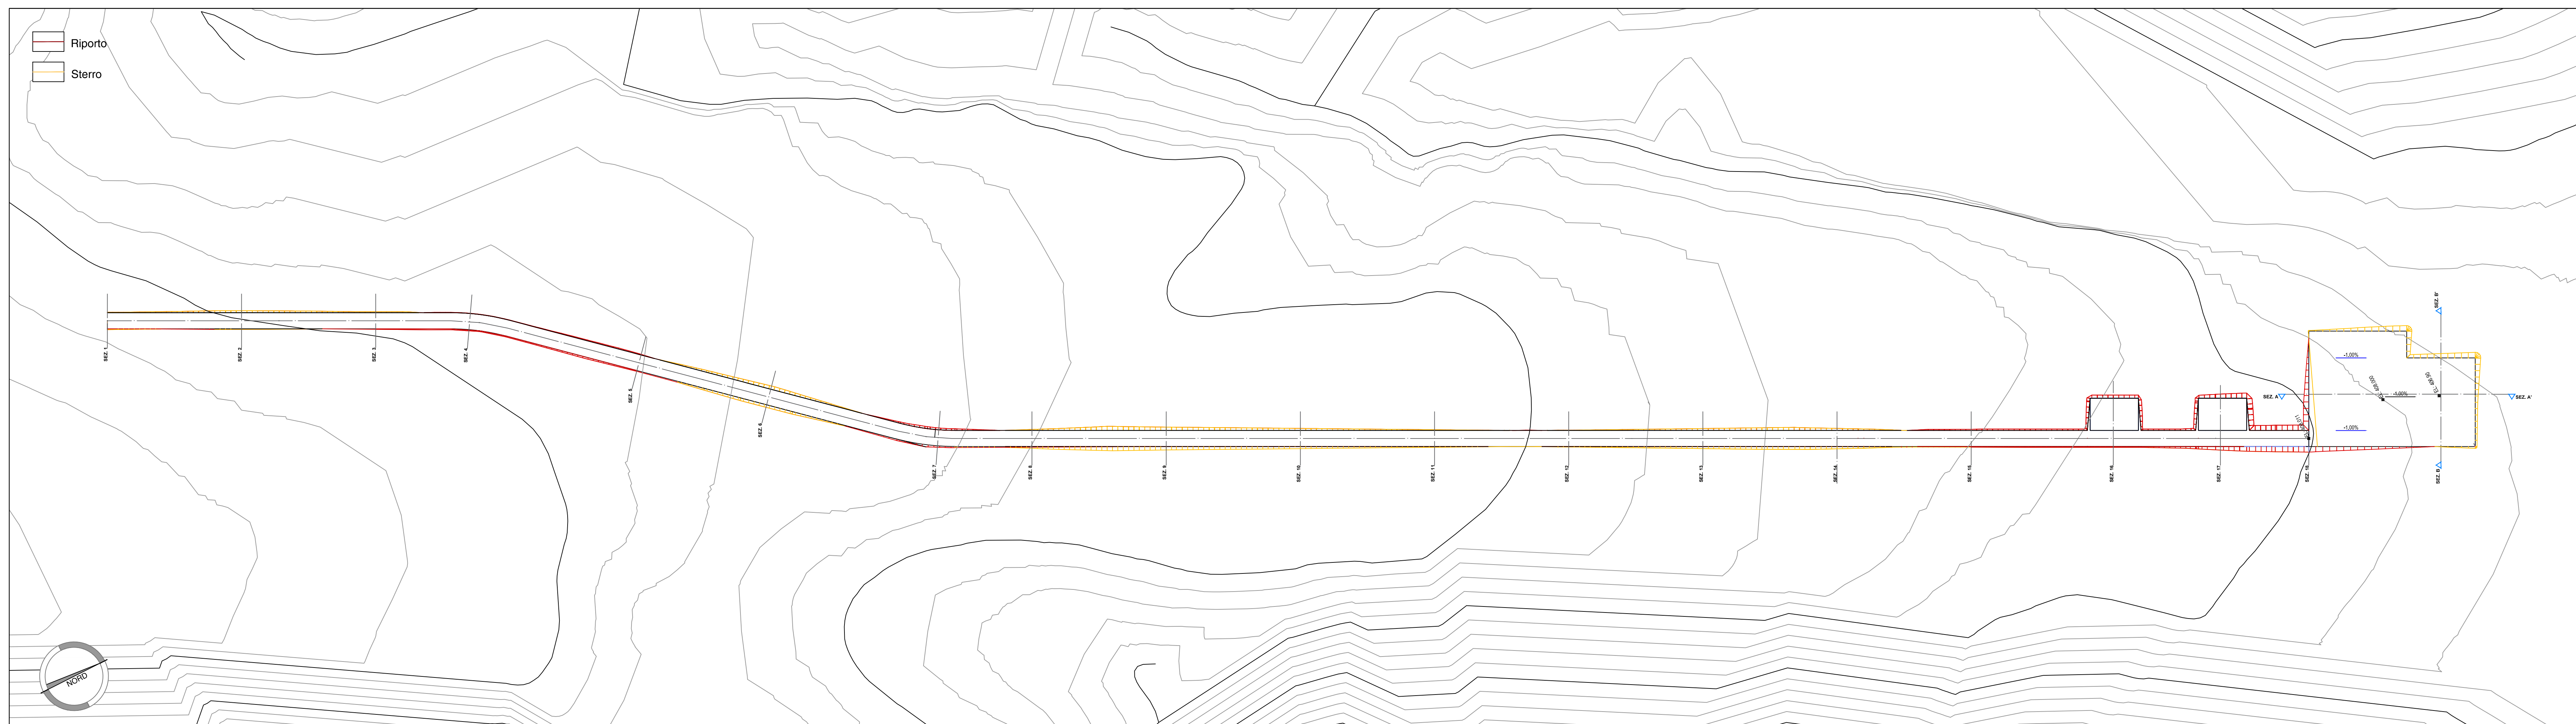 Riporto
Sterro
SEZ. 1
SEZ. 2
SEZ. 3
SEZ. 4
SEZ. 5
SEZ. 6
SEZ. 7
SEZ. 8
SEZ. 9
SEZ. 10
SEZ. 11
SEZ. 12
SEZ. 13
SEZ. 14
SEZ. 15
SEZ. 16
SEZ. 17
SEZ. 18
SEZ. B'
-1,00%
-1,00%
-1,00%
SEZ. A
SEZ. A'
SEZ. B
NORD